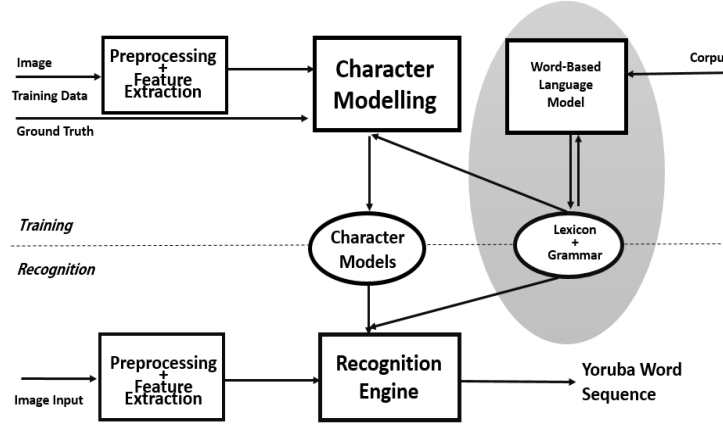 Image
Training Data
Ground Truth
Preprocessing
+
Feature
Extraction
Character
Modelling
Word-Based
Language
Model
Corpu
Training
Recognition
Character
Models
Lexicon
+
Grammar
Image Input
Preprocessing
+
Feature
Extraction
Recognition
Engine
Yoruba Word
Sequence